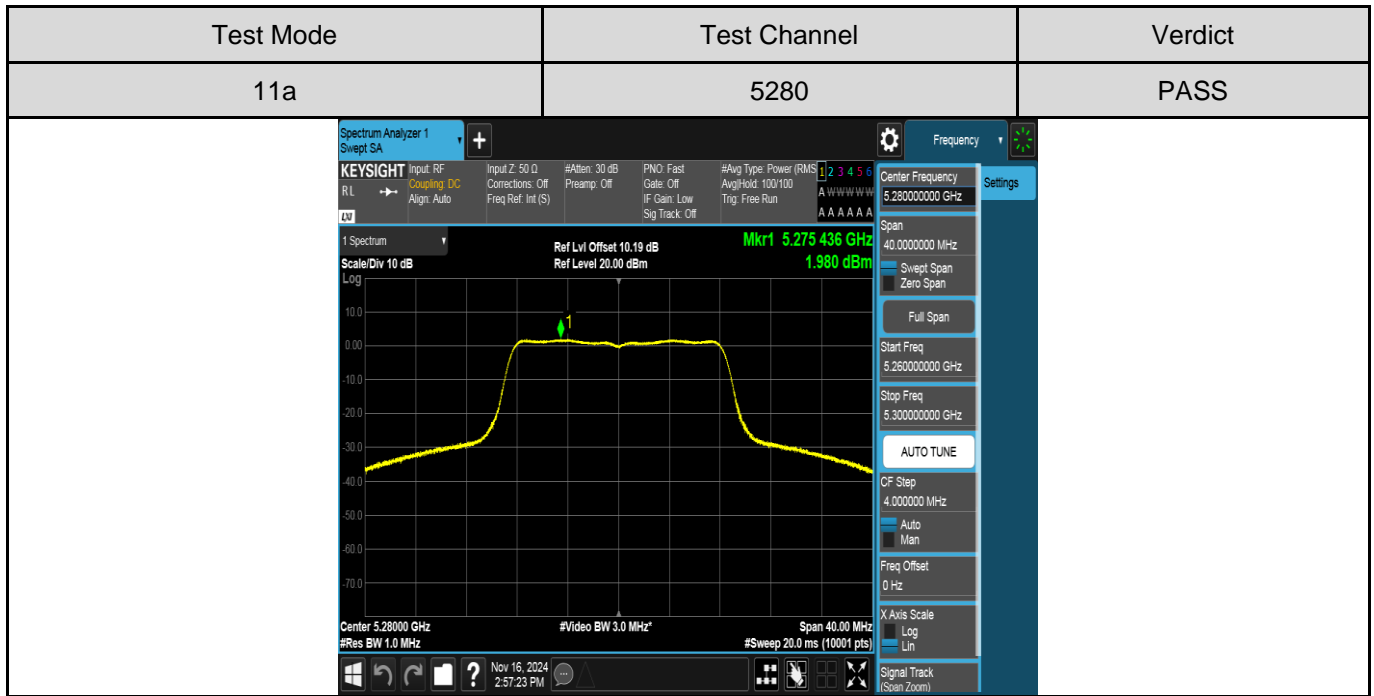 Test Mode Test Channel Verdict
11a 5280 PASS
Spectrum Analyzer 1
Swept SA
+
Frequency
KEYSIGHT
RL
LXI
Input: RF
Coupling: DC
Align: Auto
Input Z: 50 Ω
Corrections: Off
Freq Ref: Int (S)
#Atten: 30 dB
Preamp: Off
PNO: Fast
Gate: Off
IF Gain: Low
Sig Track: Off
#Avg Type: Power (RMS
Avg|Hold: 100/100
Trig: Free Run
1 2 3 4 5 6
A W W W W W
A A A A A A
1 Spectrum
Scale/Div 10 dB
Ref Lvl Offset 10.19 dB
Ref Level 20.00 dBm
Mkr1 5.275 436 GHz
1.980 dBm
Log
10.0
0.00
-10.0
-20.0
-30.0
-40.0
-50.0
-60.0
-70.0
1
Center 5.28000 GHz
#Res BW 1.0 MHz
#Video BW 3.0 MHz*
Span 40.00 MHz
#Sweep 20.0 ms (10001 pts)
?
Nov 16, 2024
2:57:23 PM
Center Frequency
5.280000000 GHz
Settings
Span
40.0000000 MHz
Swept Span
Zero Span
Full Span
Start Freq
5.260000000 GHz
Stop Freq
5.300000000 GHz
AUTO TUNE
CF Step
4.000000 MHz
Auto
Man
Freq Offset
0 Hz
X Axis Scale
Log
Lin
Signal Track
(Span Zoom)